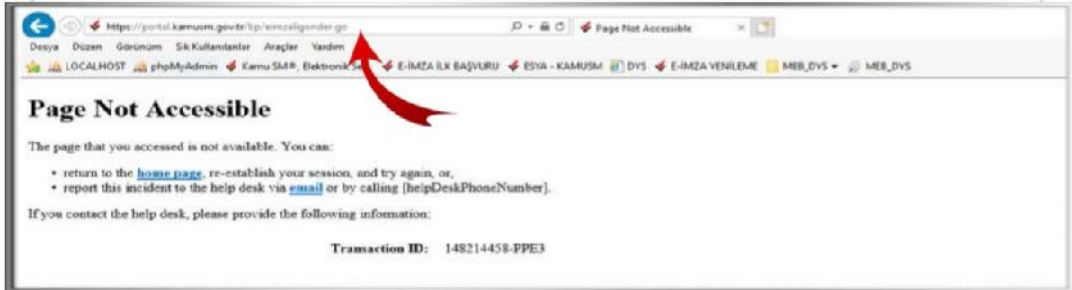 https://portal.kamusm.gov.tr/bp/eimzaligonder.go
Page Not Accessible
Dosya Düzen Görünüm Sık Kullanılanlar Araçlar Yardım
LOCALHOST phpMyAdmin Kamu SM®, Elektronik E-İMZA İLK BAŞVURU ESYA - KAMUSM DYS E-İMZA YENİLEME MEB_DYS MEB_DYS
Page Not Accessible
The page that you accessed is not available. You can:
• return to the home page, re-establish your session, and try again, or,
• report this incident to the help desk via email or by calling [helpDeskPhoneNumber].
If you contact the help desk, please provide the following information:
Transaction ID: 148214458-PPE3